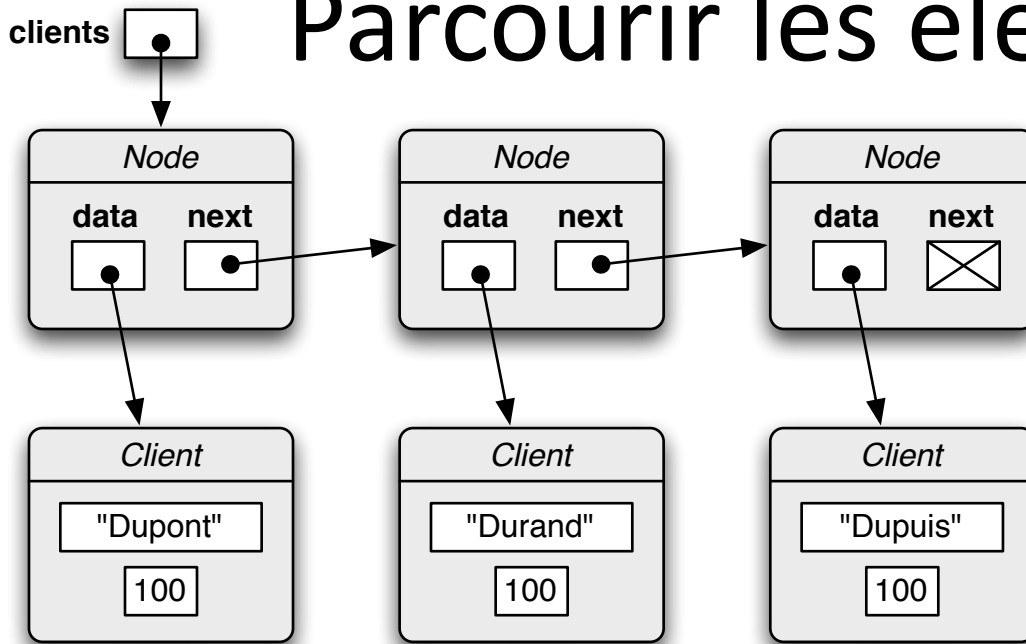 Parcourir les élé
clients
Node Node Node
data next data next data next
Client Client Client
"Dupont" "Durand" "Dupuis"
100 100 100